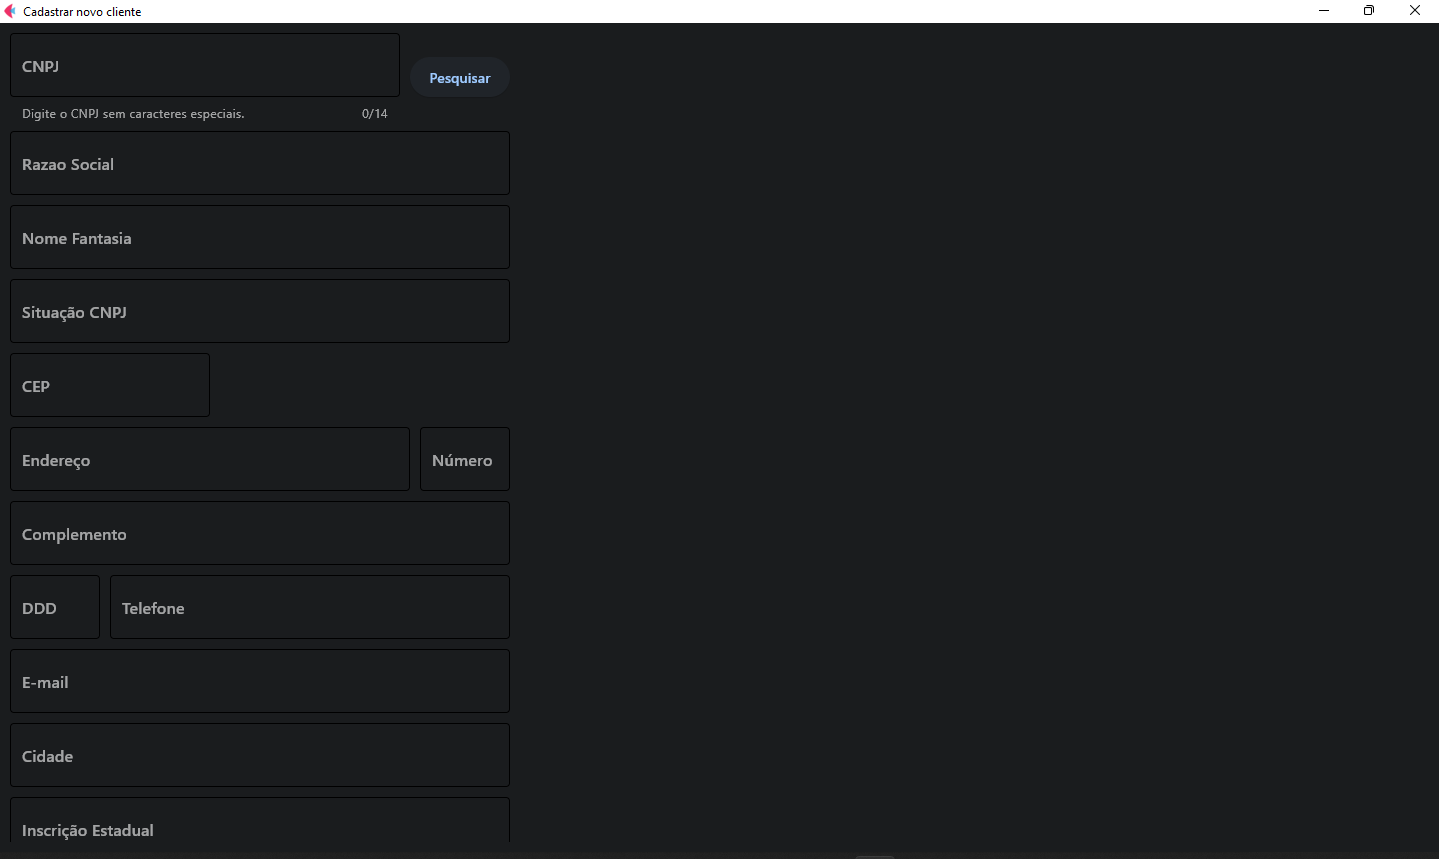 Cadastrar novo cliente
CNPJ
Pesquisar
Digite o CNPJ sem caracteres especiais. 0/14
Razao Social
Nome Fantasia
Situação CNPJ
CEP
Endereço Número
Complemento
DDD Telefone
E-mail
Cidade
Inscrição Estadual